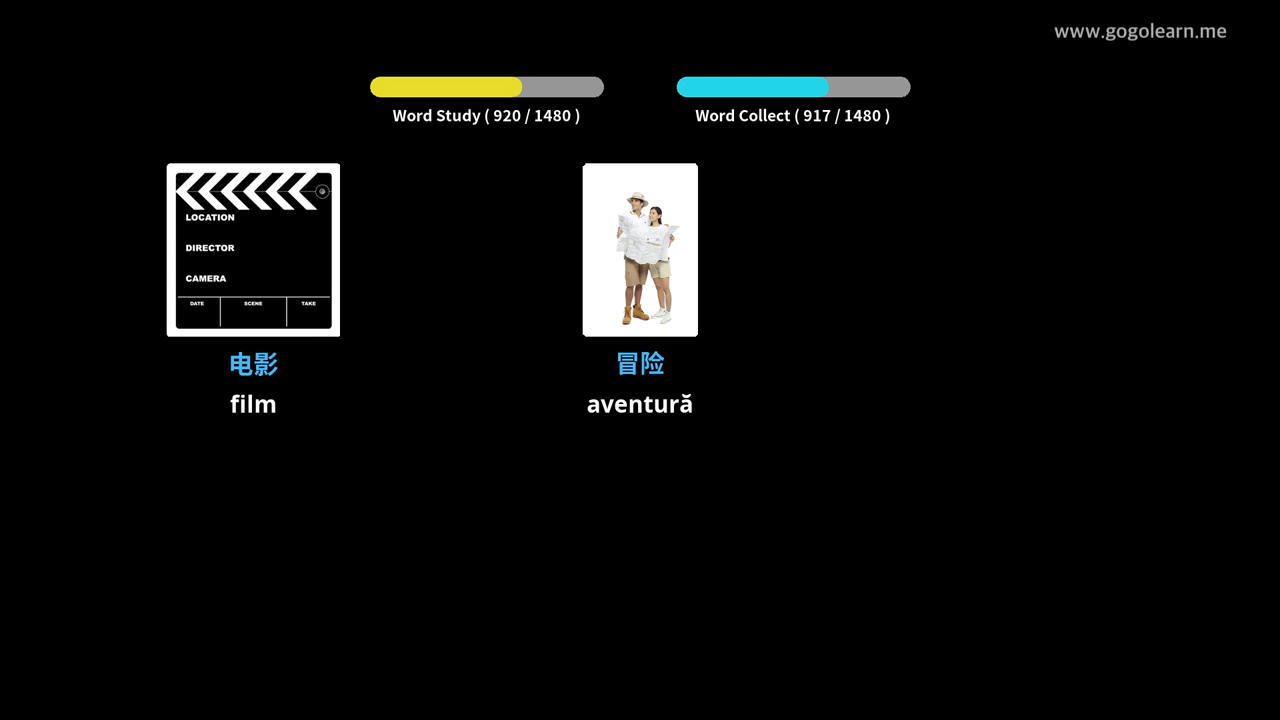 www.gogolearn.me
Word Study ( 920 / 1480 )
Word Collect ( 917 / 1480 )
LOCATION
DIRECTOR
CAMERA
DATE SCENE TAKE
电影
冒险
film
aventură